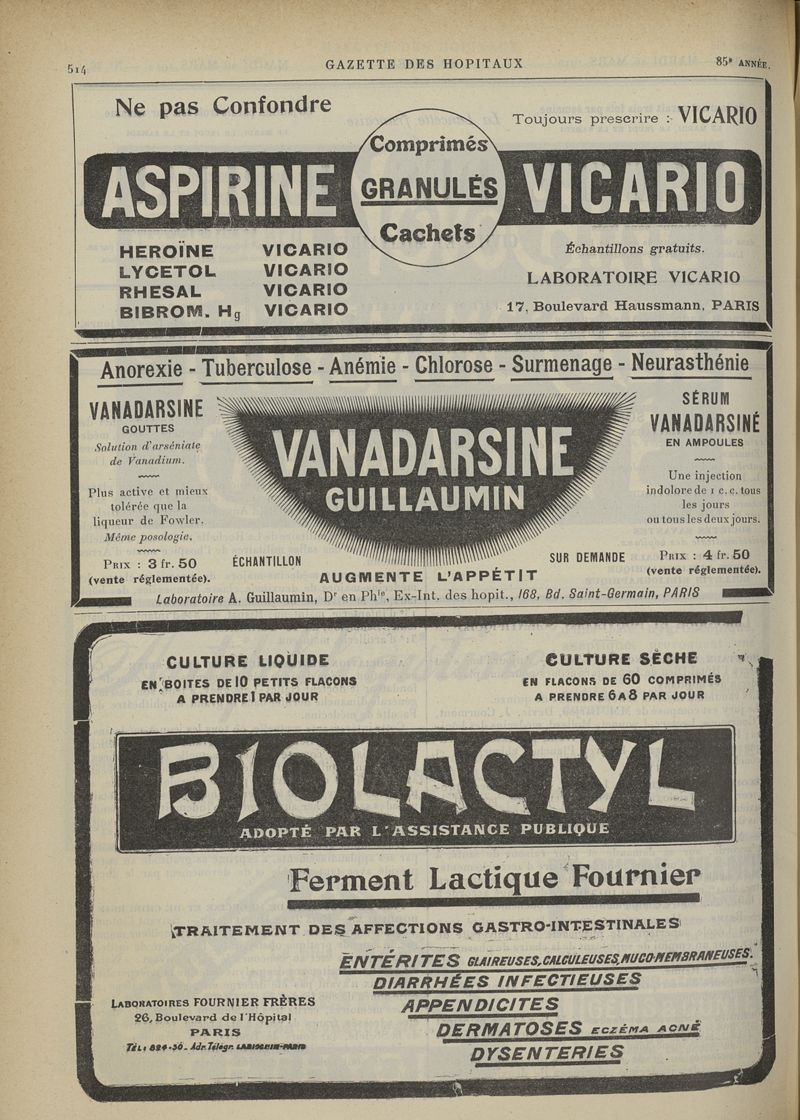 514
GAZETTE DES HOPITAUX
85e ANNÉE.
Ne pas Confondre
Toujours prescrire : VICARIO
ASPIRINE
Comprimés
GRANULÉS
Cachets
VICARIO
HEROÏNE VICARIO
LYCETOL VICARIO
RHESAL VICARIO
BIBROM. Hg VICARIO
Échantillons gratuits.
LABORATOIRE VICARIO
17, Boulevard Haussmann, PARIS
Anorexie - Tuberculose - Anémie - Chlorose - Surmenage - Neurasthénie
VANADARSINE
GOUTTES
Solution d'arséniate
de Vanadium.
Plus active et mieux
tolérée que la
liqueur de Fowler.
Même posologie.
PRIX : 3 fr. 50
(vente réglementée).
VANADARSINE
GUILLAUMIN
ÉCHANTILLON
SUR DEMANDE
AUGMENTE L'APPÉTIT
SÉRUM
VANADARSINÉ
EN AMPOULES
Une injection
indolore de 1 c. c. tous
les jours
ou tous les deux jours.
PRIX : 4 fr. 50
(vente réglementée).
Laboratoire A. Guillaumin, Dr en Phie, Ex-Int. des hopit., 168, Bd. Saint-Germain, PARIS
CULTURE LIQUIDE
EN BOITES DE 10 PETITS FLACONS
A PRENDRE 1 PAR JOUR
CULTURE SÈCHE
EN FLACONS DE 60 COMPRIMÉS
A PRENDRE 6 A 8 PAR JOUR
BIOLACTYL
ADOPTÉ PAR L'ASSISTANCE PUBLIQUE
Ferment Lactique Fournier
TRAITEMENT DES AFFECTIONS GASTRO-INTESTINALES
ENTÉRITES GLAIREUSES, CALCULEUSES, MUCO-MEMBRANEUSES.
DIARRHÉES INFECTIEUSES
APPENDICITES
DERMATOSES ECZÉMA ACNÉ
DYSENTERIES
LABORATOIRES FOURNIER FRÈRES
26, Boulevard de l'Hôpital
PARIS
TÉL: 824-36. Adr. Télégr.